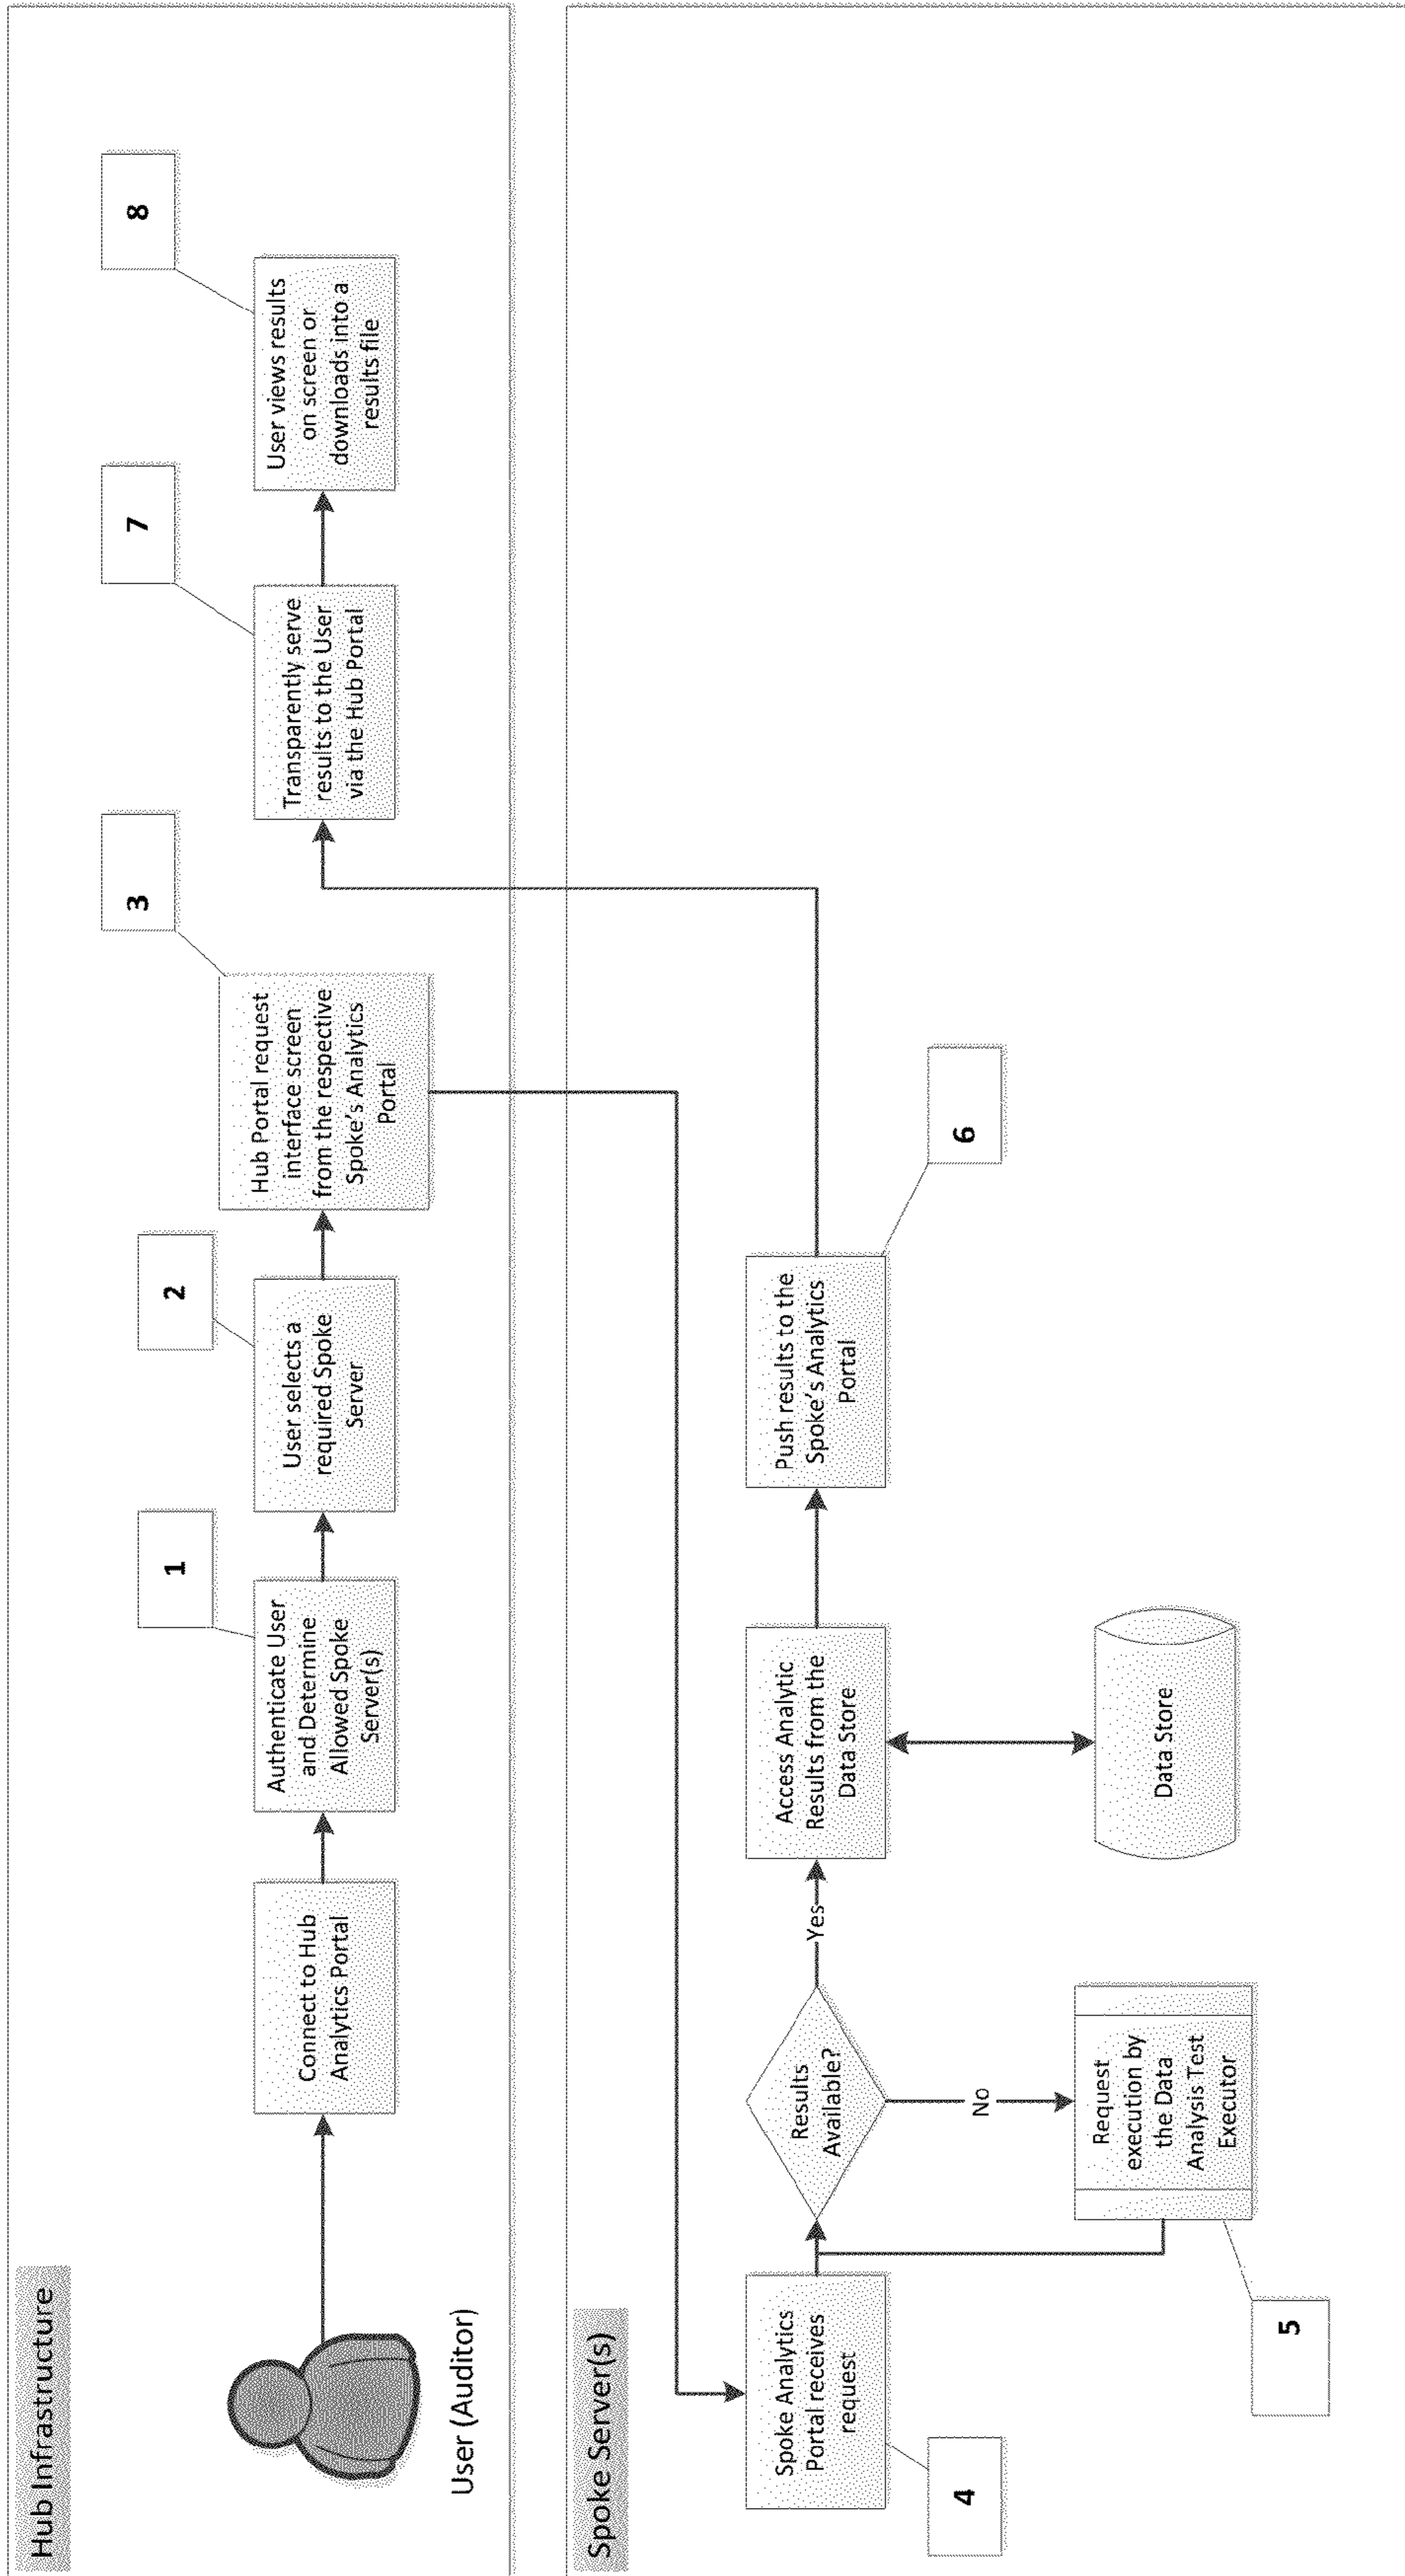 Hub Infrastructure
User (Auditor)
Connect to Hub
Analytics Portal
1
Authenticate User
and Determine
Allowed Spoke
Server(s)
2
User selects a
required Spoke
Server
3
Hub Portal request
interface screen
from the respective
Spoke's Analytics
Portal
7
Transparently serve
results to the User
via the Hub Portal
8
User views results
on screen or
downloads into a
results file
Spoke Server(s)
Spoke Analytics
Portal receives
request
4
Results
Available?
Yes
No
Request
execution by
the Data
Analysis Test
Executor
5
Access Analytic
Results from the
Data Store
Data Store
Push results to the
Spoke's Analytics
Portal
6